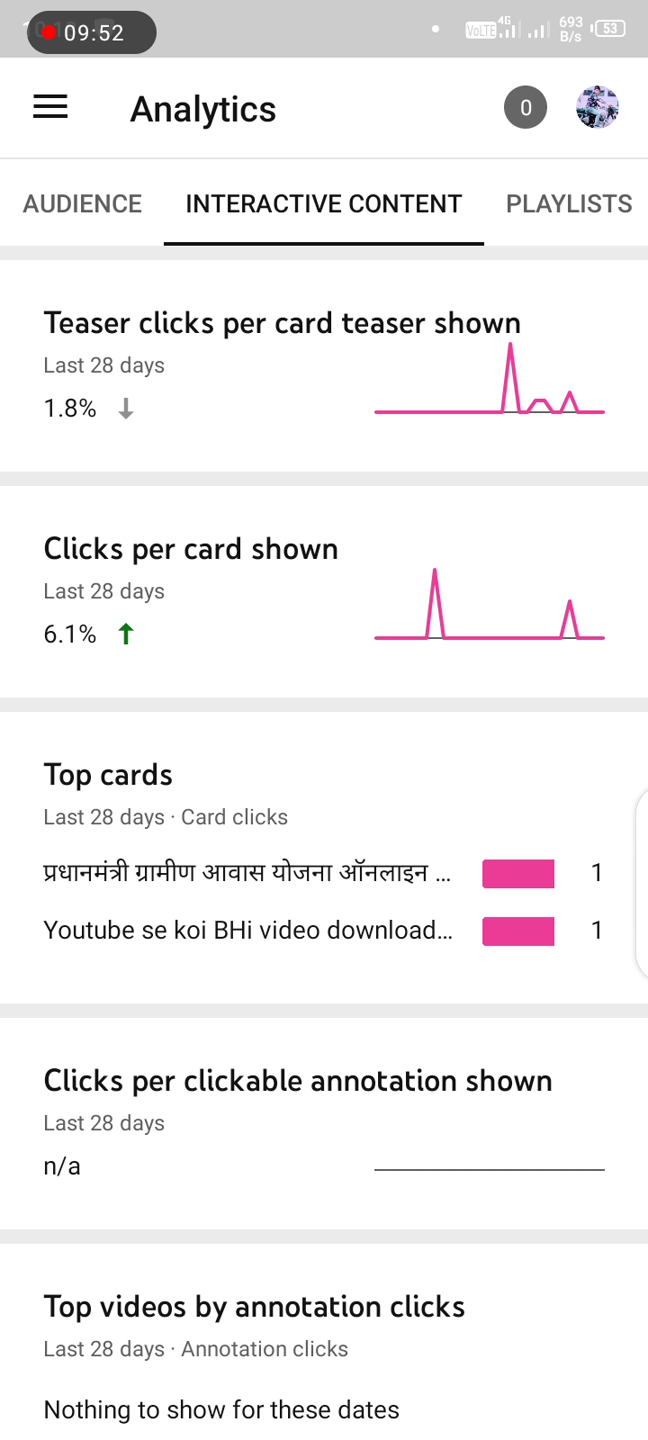 09:52
VoLTE 4G 693 B/s 53
Analytics
0
AUDIENCE INTERACTIVE CONTENT PLAYLISTS
Teaser clicks per card teaser shown
Last 28 days
1.8%
Clicks per card shown
Last 28 days
6.1%
Top cards
Last 28 days · Card clicks
प्रधानमंत्री ग्रामीण आवास योजना ऑनलाइन ... 1
Youtube se koi BHi video download... 1
Clicks per clickable annotation shown
Last 28 days
n/a
Top videos by annotation clicks
Last 28 days · Annotation clicks
Nothing to show for these dates